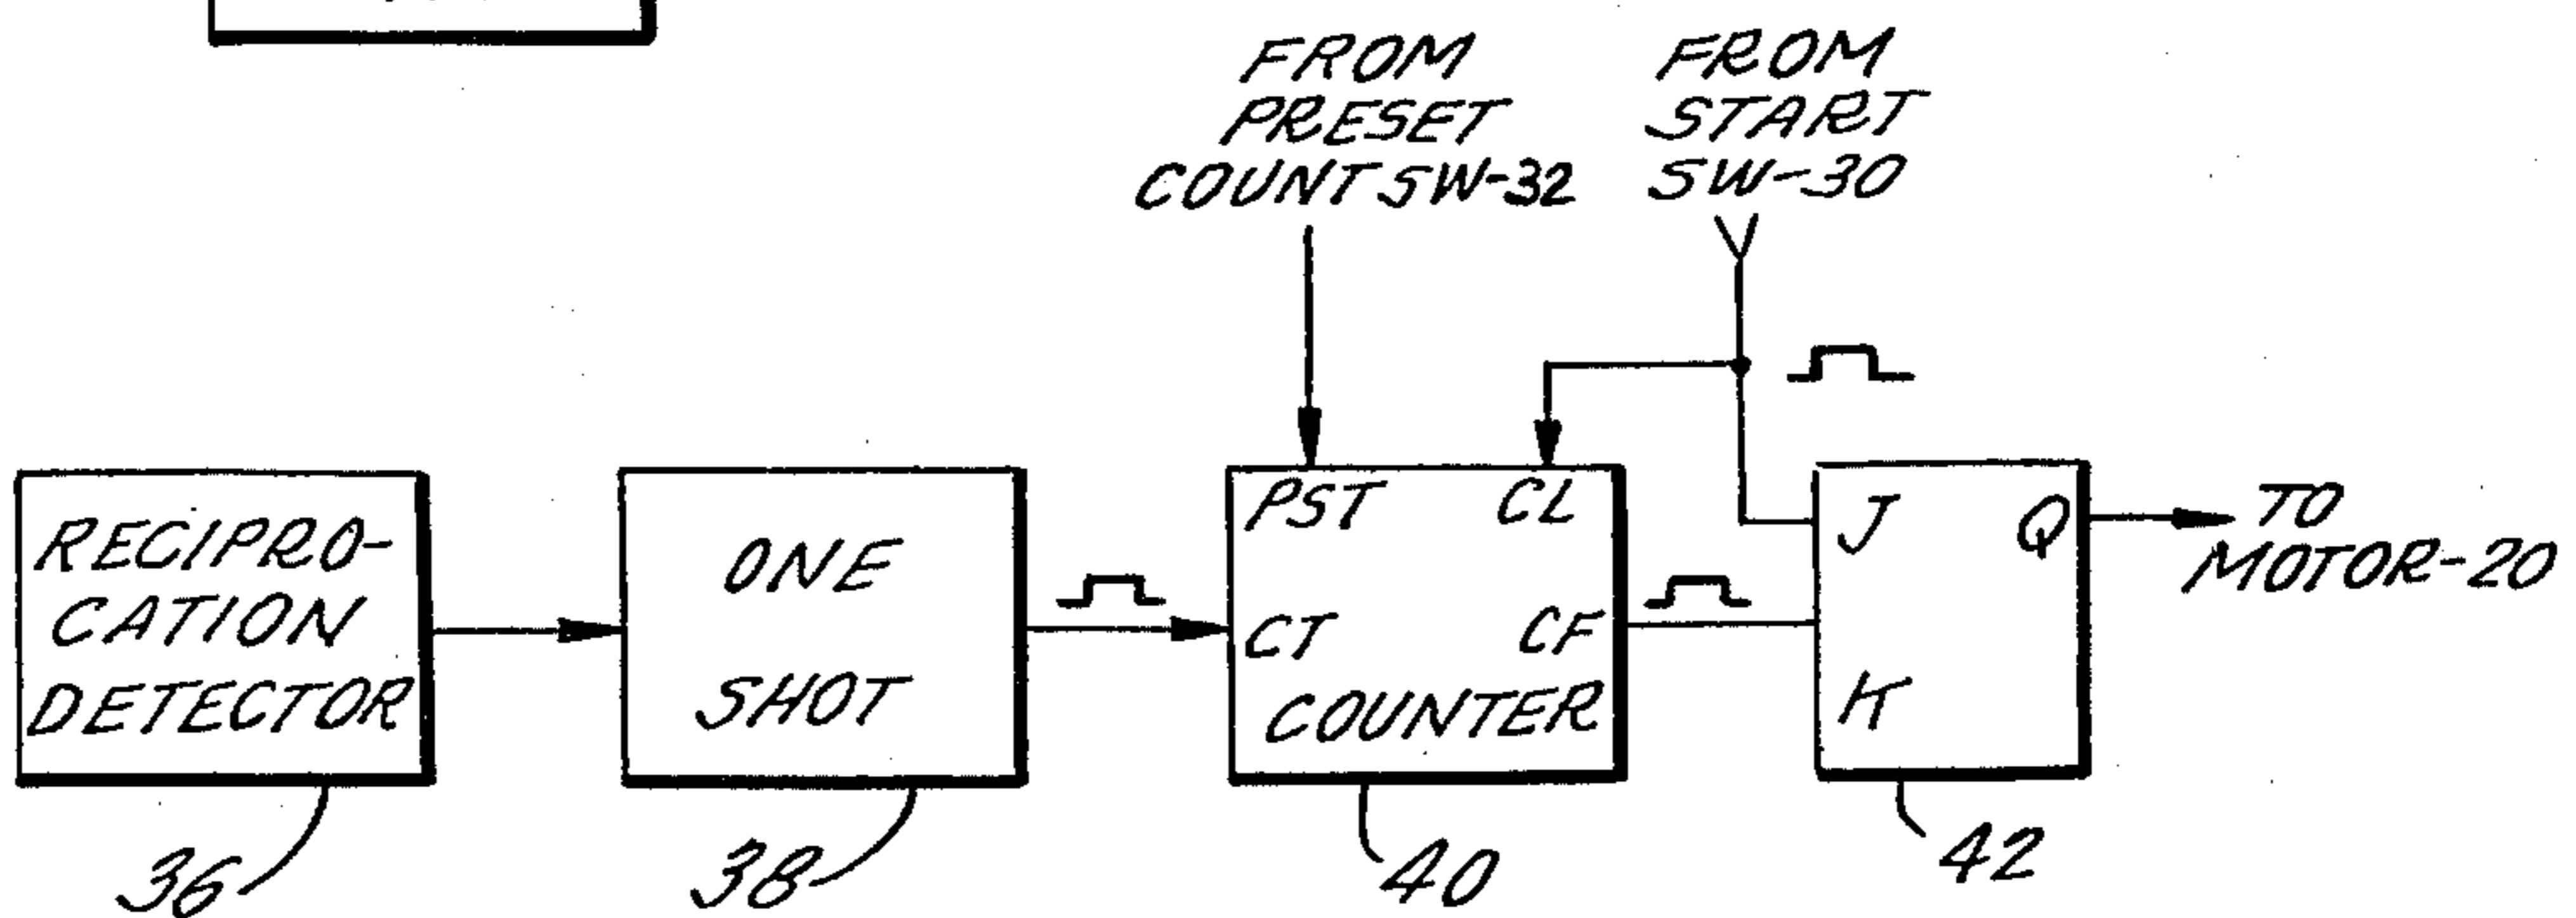 FROM
PRESET
COUNT SW-32
FROM
START
SW-30
RECIPRO-
CATION
DETECTOR
ONE
SHOT
PST CL
CT CF
COUNTER
J Q
K
TO
MOTOR-20
36
38
40
42